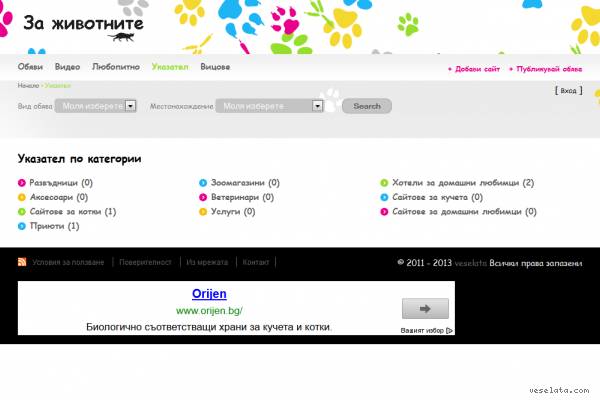 За животните
Обяви Видео Любопитно Указател Вицове
+ Добави сайт + Публикувай обява
Начало > Указател
[ Вход ]
Вид обява Моля изберете Местонахождение Моля изберете Search
Указател по категории
Развъдници (0) Зоомагазини (0) Хотели за домашни любимци (2)
Аксесоари (0) Ветеринари (0) Сайтове за кучета (0)
Сайтове за котки (1) Услуги (0) Сайтове за домашни любимци (0)
Приюти (1)
Условия за ползване Поверителност Из мрежата Контакт
© 2011 - 2013 veselata Всички права запазени
Orijen
www.orijen.bg/
Биологично съответстващи храни за кучета и котки.
Вашият избор
veselata.com